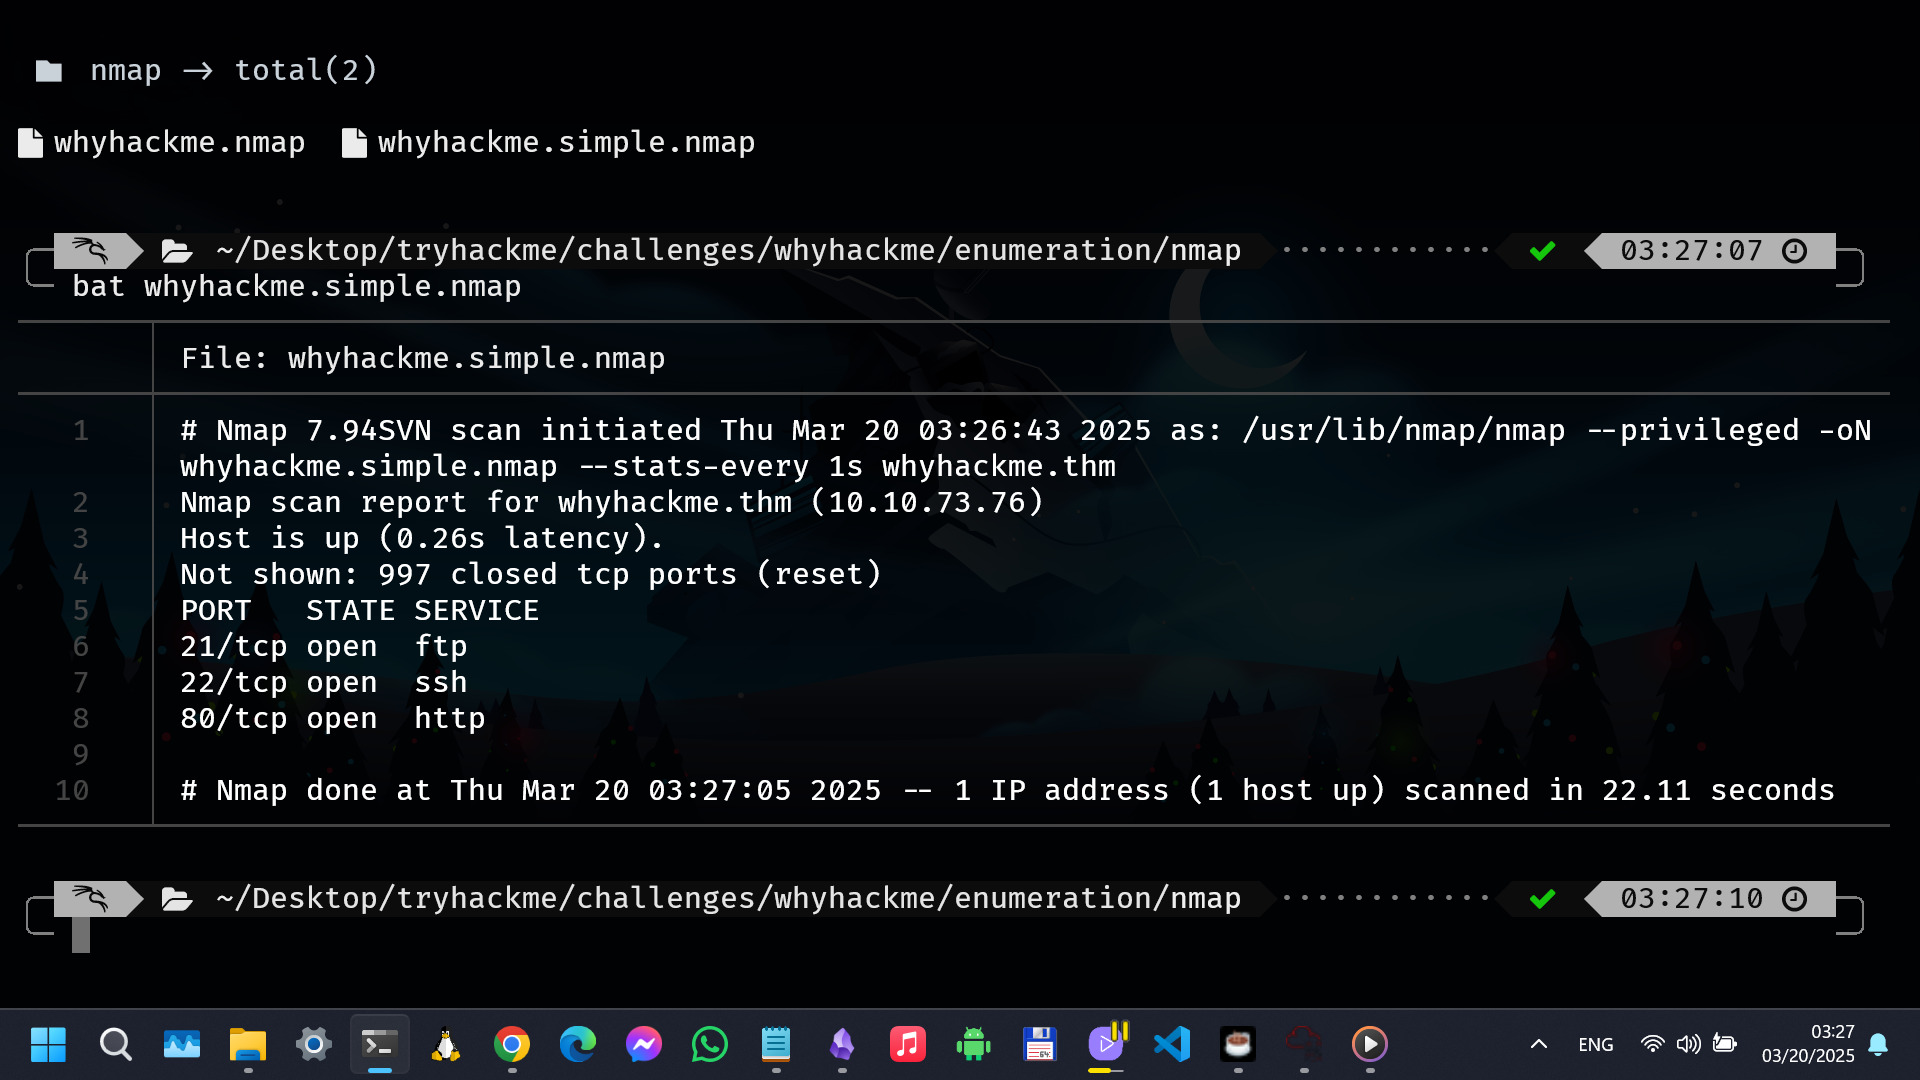 nmap → total(2)
whyhackme.nmap whyhackme.simple.nmap
~/Desktop/tryhackme/challenges/whyhackme/enumeration/nmap 03:27:07
bat whyhackme.simple.nmap
File: whyhackme.simple.nmap
1 # Nmap 7.94SVN scan initiated Thu Mar 20 03:26:43 2025 as: /usr/lib/nmap/nmap --privileged -oN
whyhackme.simple.nmap --stats-every 1s whyhackme.thm
2 Nmap scan report for whyhackme.thm (10.10.73.76)
3 Host is up (0.26s latency).
4 Not shown: 997 closed tcp ports (reset)
5 PORT STATE SERVICE
6 21/tcp open ftp
7 22/tcp open ssh
8 80/tcp open http
9
10 # Nmap done at Thu Mar 20 03:27:05 2025 -- 1 IP address (1 host up) scanned in 22.11 seconds
~/Desktop/tryhackme/challenges/whyhackme/enumeration/nmap 03:27:10
64
ENG
03:27
03/20/2025